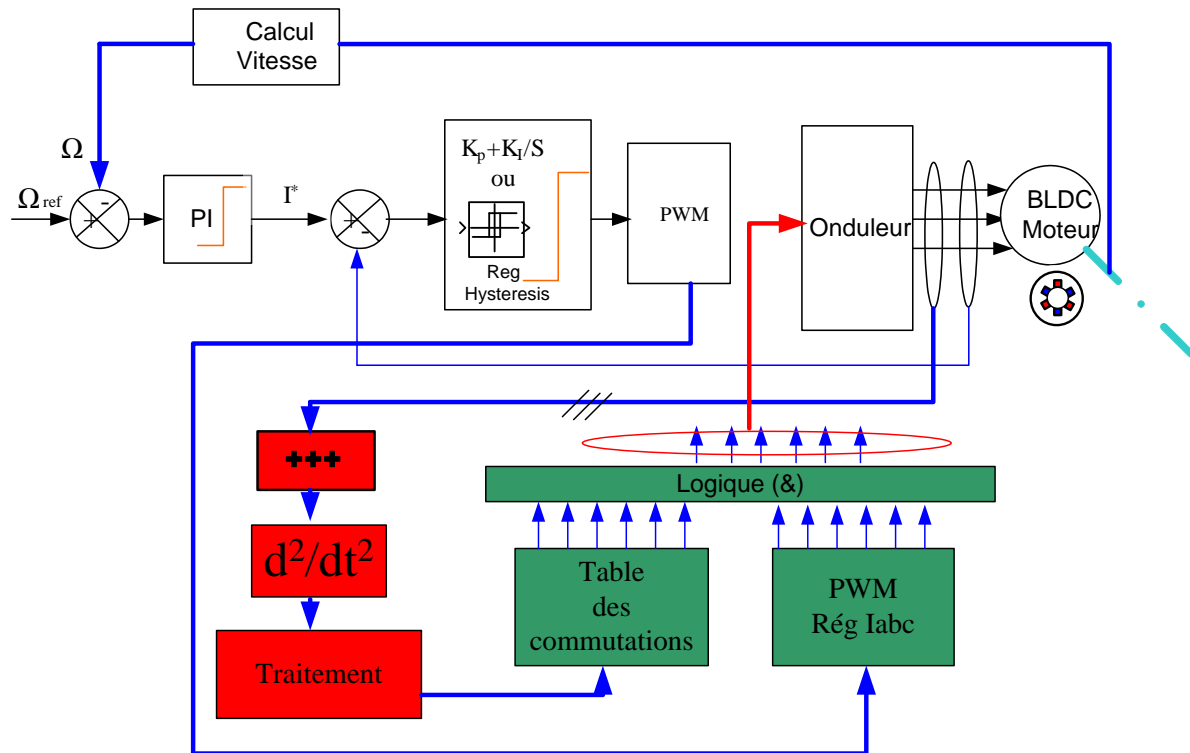 Calcul
Vitesse
Ω
Ω ref
+
-
PI
I*
+
-
Kp+KI/S
ou
Reg
Hysteresis
PWM
Onduleur
BLDC
Moteur
+++
d²/dt²
Traitement
Logique (&)
Table
des
commutations
PWM
Rég Iabc